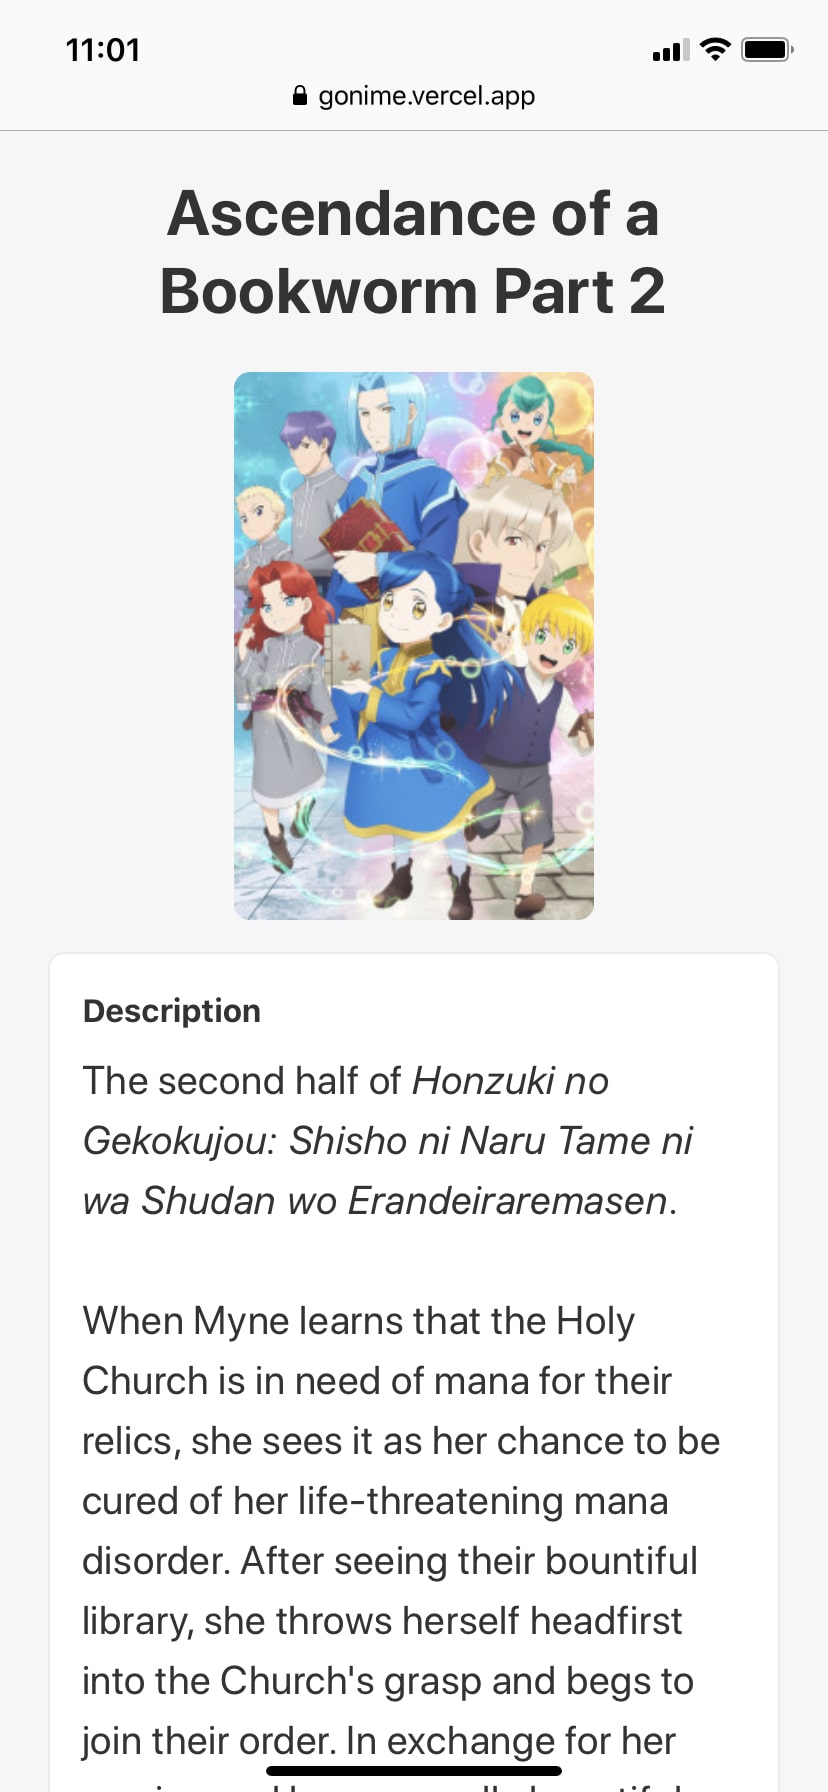 11:01
gonime.vercel.app
Ascendance of a
Bookworm Part 2
Description
The second half of Honzuki no
Gekokujou: Shisho ni Naru Tame ni
wa Shudan wo Erandeiraremasen.
When Myne learns that the Holy
Church is in need of mana for their
relics, she sees it as her chance to be
cured of her life-threatening mana
disorder. After seeing their bountiful
library, she throws herself headfirst
into the Church's grasp and begs to
join their order. In exchange for her